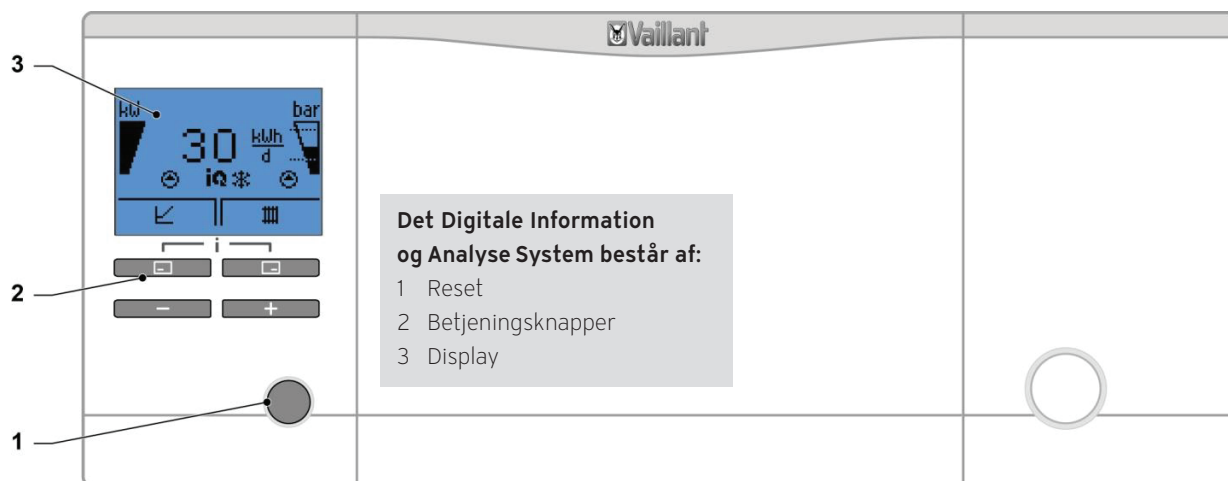 Vaillant
3
kW bar
30 kWh/d
iQ
i
2
− +
Det Digitale Information
og Analyse System består af:
1 Reset
2 Betjeningsknapper
3 Display
1